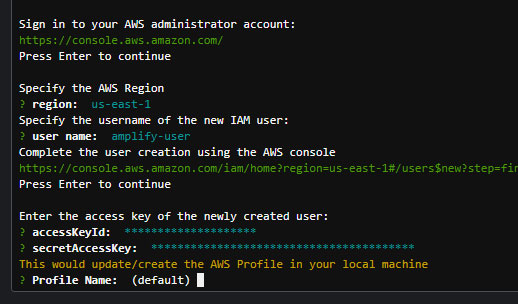 Sign in to your AWS administrator account:
https://console.aws.amazon.com/
Press Enter to continue
Specify the AWS Region
? region: us-east-1
Specify the username of the new IAM user:
? user name: amplify-user
Complete the user creation using the AWS console
https://console.aws.amazon.com/iam/home?region=us-east-1#/users$new?step=fin
Press Enter to continue
Enter the access key of the newly created user:
? accessKeyId: ********************
? secretAccessKey: ****************************************
This would update/create the AWS Profile in your local machine
? Profile Name: (default)